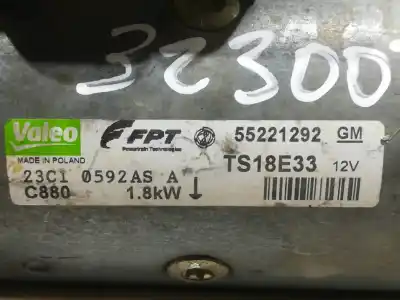 32300
Valeo
FPT
Powertrain Technologies
55221292 GM
MADE IN POLAND
TS18E33 12V
23C1 0592AS A
C880 1.8kW